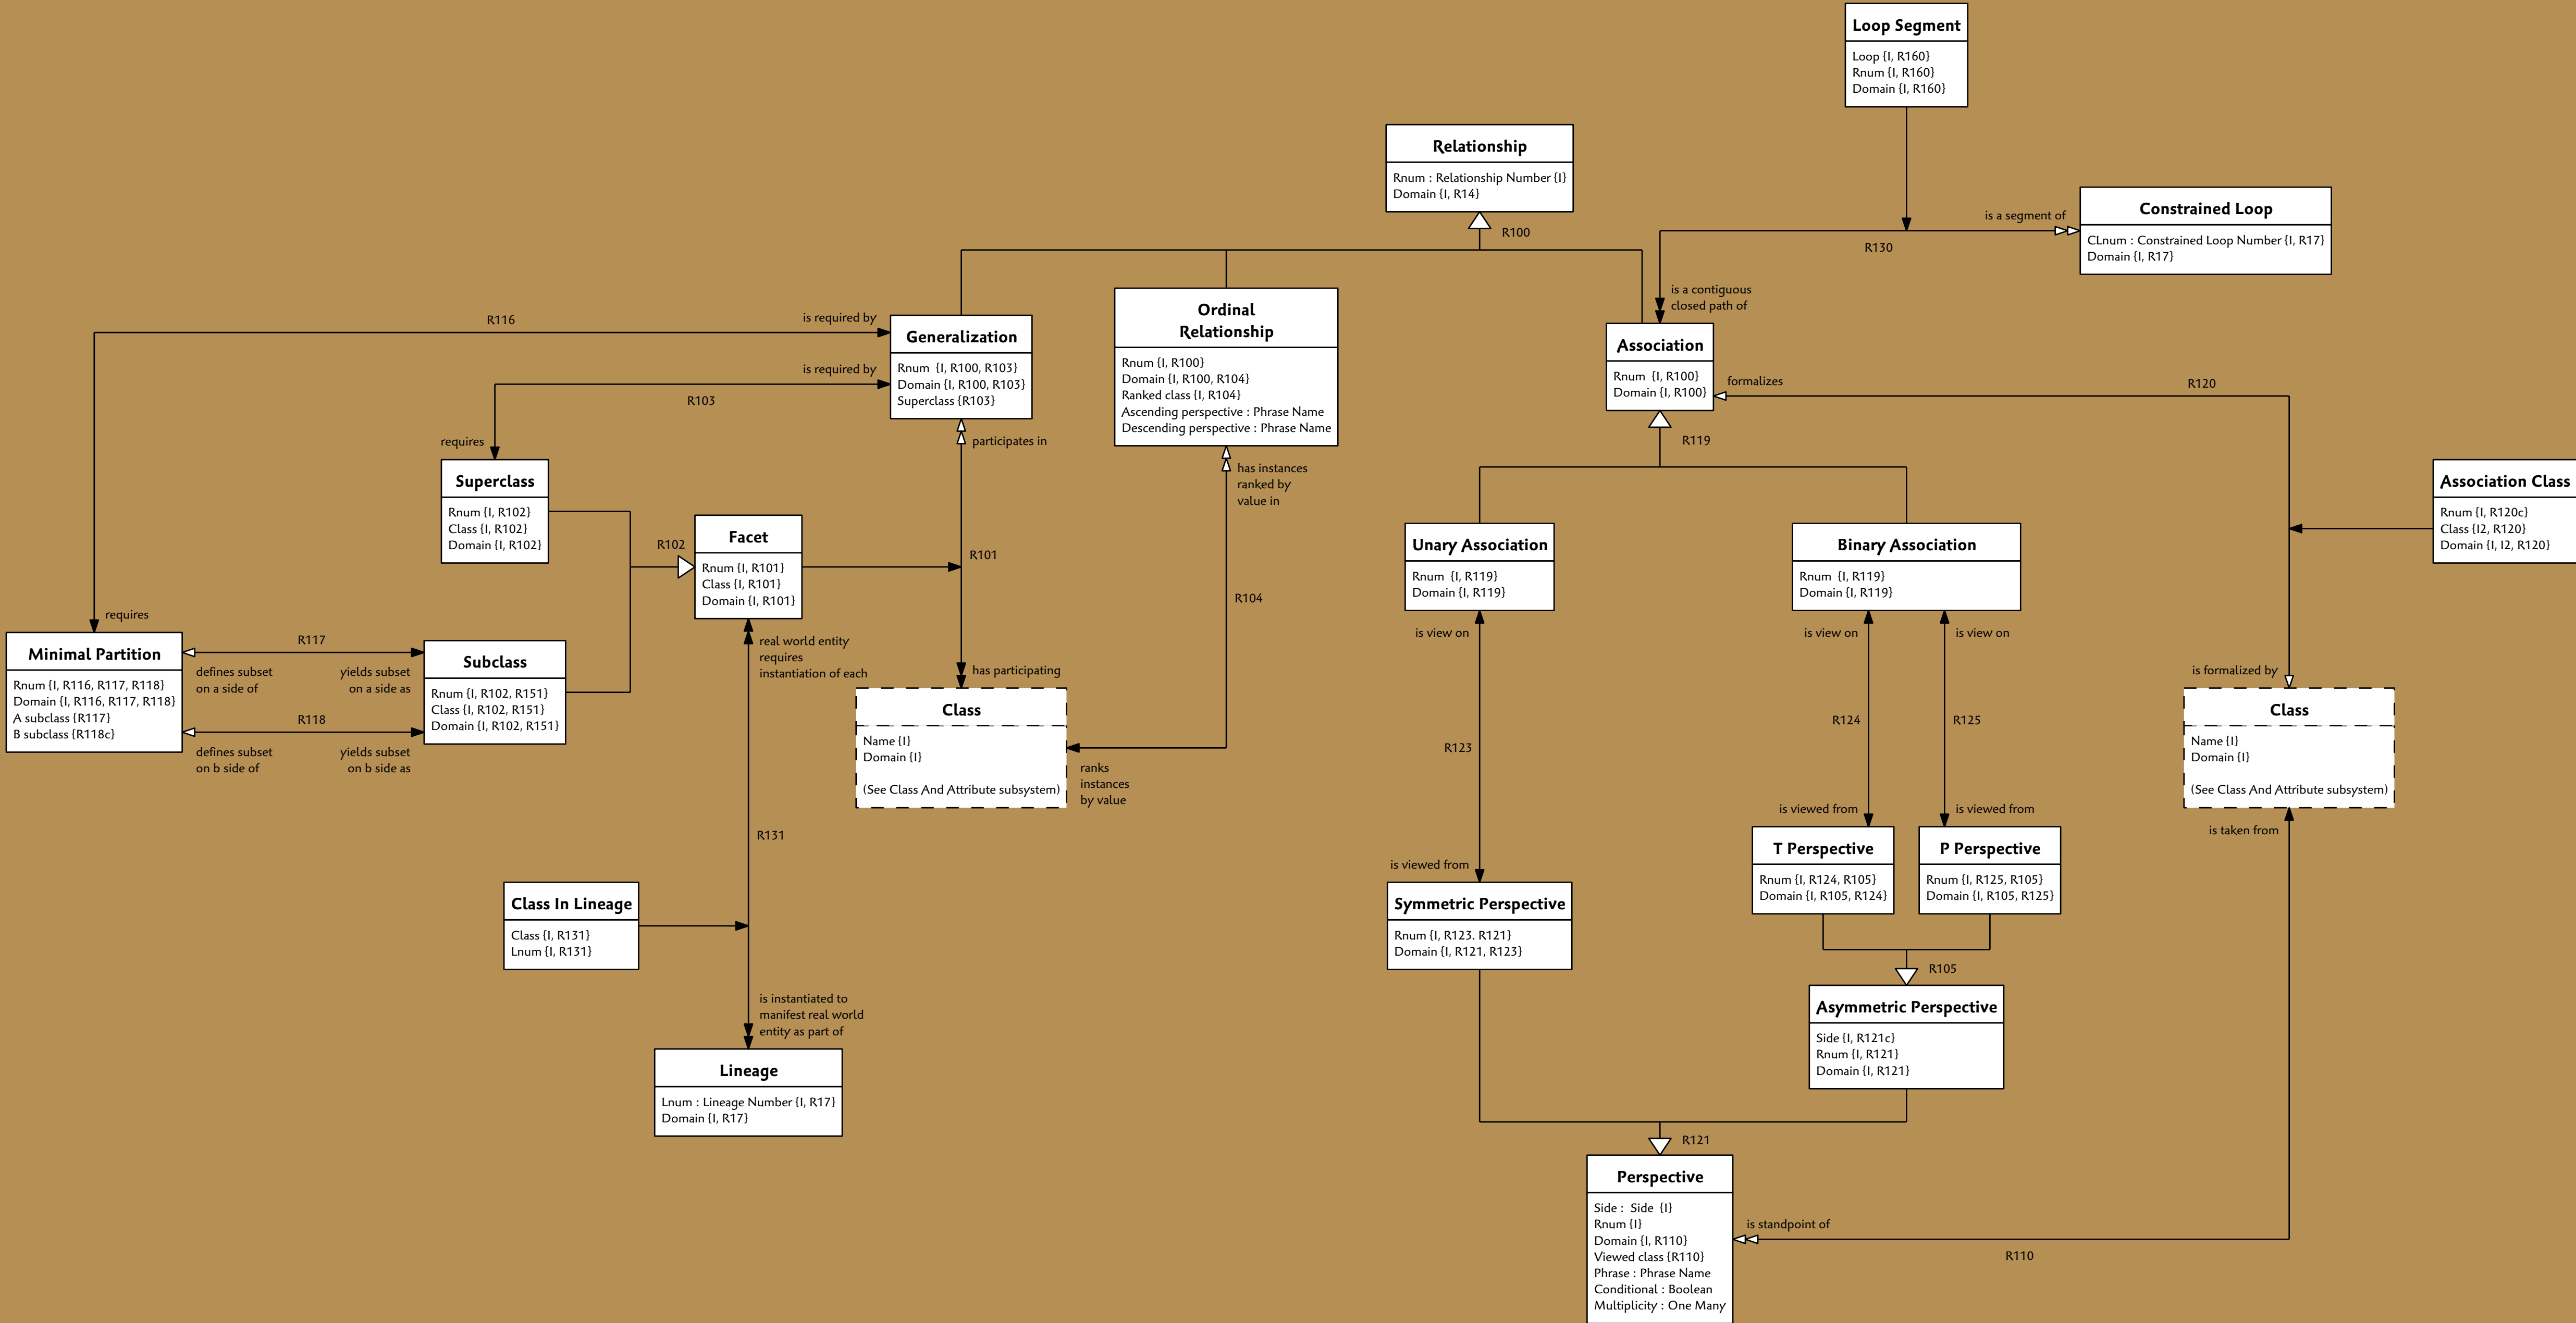 Loop Segment
Loop {I, R160}
Rnum {I, R160}
Domain {I, R160}
Relationship
Rnum : Relationship Number {I}
Domain {I, R14}
R100
is a segment of
R130
Constrained Loop
CLnum : Constrained Loop Number {I, R17}
Domain {I, R17}
is a contiguous
closed path of
R116
is required by
Generalization
Rnum  {I, R100, R103}
Domain {I, R100, R103}
Superclass {R103}
is required by
R103
requires
participates in
Ordinal
Relationship
Rnum {I, R100}
Domain {I, R100, R104}
Ranked class {I, R104}
Ascending perspective : Phrase Name
Descending perspective : Phrase Name
has instances
ranked by
value in
Association
Rnum  {I, R100}
Domain {I, R100}
formalizes
R120
R119
Superclass
Rnum {I, R102}
Class {I, R102}
Domain {I, R102}
R102
Facet
Rnum {I, R101}
Class {I, R101}
Domain {I, R101}
R101
R104
Unary Association
Rnum  {I, R119}
Domain {I, R119}
Binary Association
Rnum  {I, R119}
Domain {I, R119}
Association Class
Rnum {I, R120c}
Class {I2, R120}
Domain {I, I2, R120}
requires
Minimal Partition
Rnum {I, R116, R117, R118}
Domain {I, R116, R117, R118}
A subclass {R117}
B subclass {R118c}
R117
defines subset
on a side of
yields subset
on a side as
R118
defines subset
on b side of
yields subset
on b side as
Subclass
Rnum {I, R102, R151}
Class {I, R102, R151}
Domain {I, R102, R151}
real world entity
requires
instantiation of each
has participating
Class
Name {I}
Domain {I}
(See Class And Attribute subsystem)
ranks
instances
by value
is view on
R123
is viewed from
is view on
is view on
R124
R125
is viewed from
is viewed from
is formalized by
Class
Name {I}
Domain {I}
(See Class And Attribute subsystem)
is taken from
R131
Class In Lineage
Class {I, R131}
Lnum {I, R131}
is instantiated to
manifest real world
entity as part of
Lineage
Lnum : Lineage Number {I, R17}
Domain {I, R17}
Symmetric Perspective
Rnum {I, R123. R121}
Domain {I, R121, R123}
T Perspective
Rnum {I, R124, R105}
Domain {I, R105, R124}
P Perspective
Rnum {I, R125, R105}
Domain {I, R105, R125}
R105
Asymmetric Perspective
Side {I, R121c}
Rnum {I, R121}
Domain {I, R121}
R121
Perspective
Side :  Side  {I}
Rnum {I}
Domain {I, R110}
Viewed class {R110}
Phrase : Phrase Name
Conditional : Boolean
Multiplicity : One Many
is standpoint of
R110